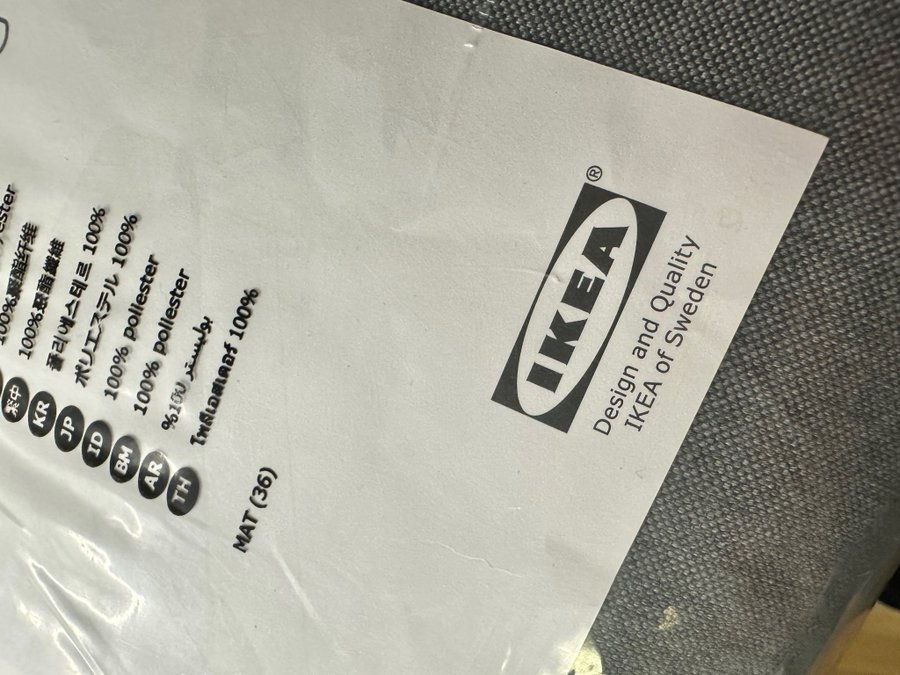 100%聚酯纤维
100%聚酯纖維
KR 폴리에스테르 100%
JP ポリエステル 100%
ID 100% poliester
BM 100% poliester
AR %100 بوليستر
TH โพลีเอสเตอร์ 100%
MAT (36)
IKEA®
Design and Quality
IKEA of Sweden